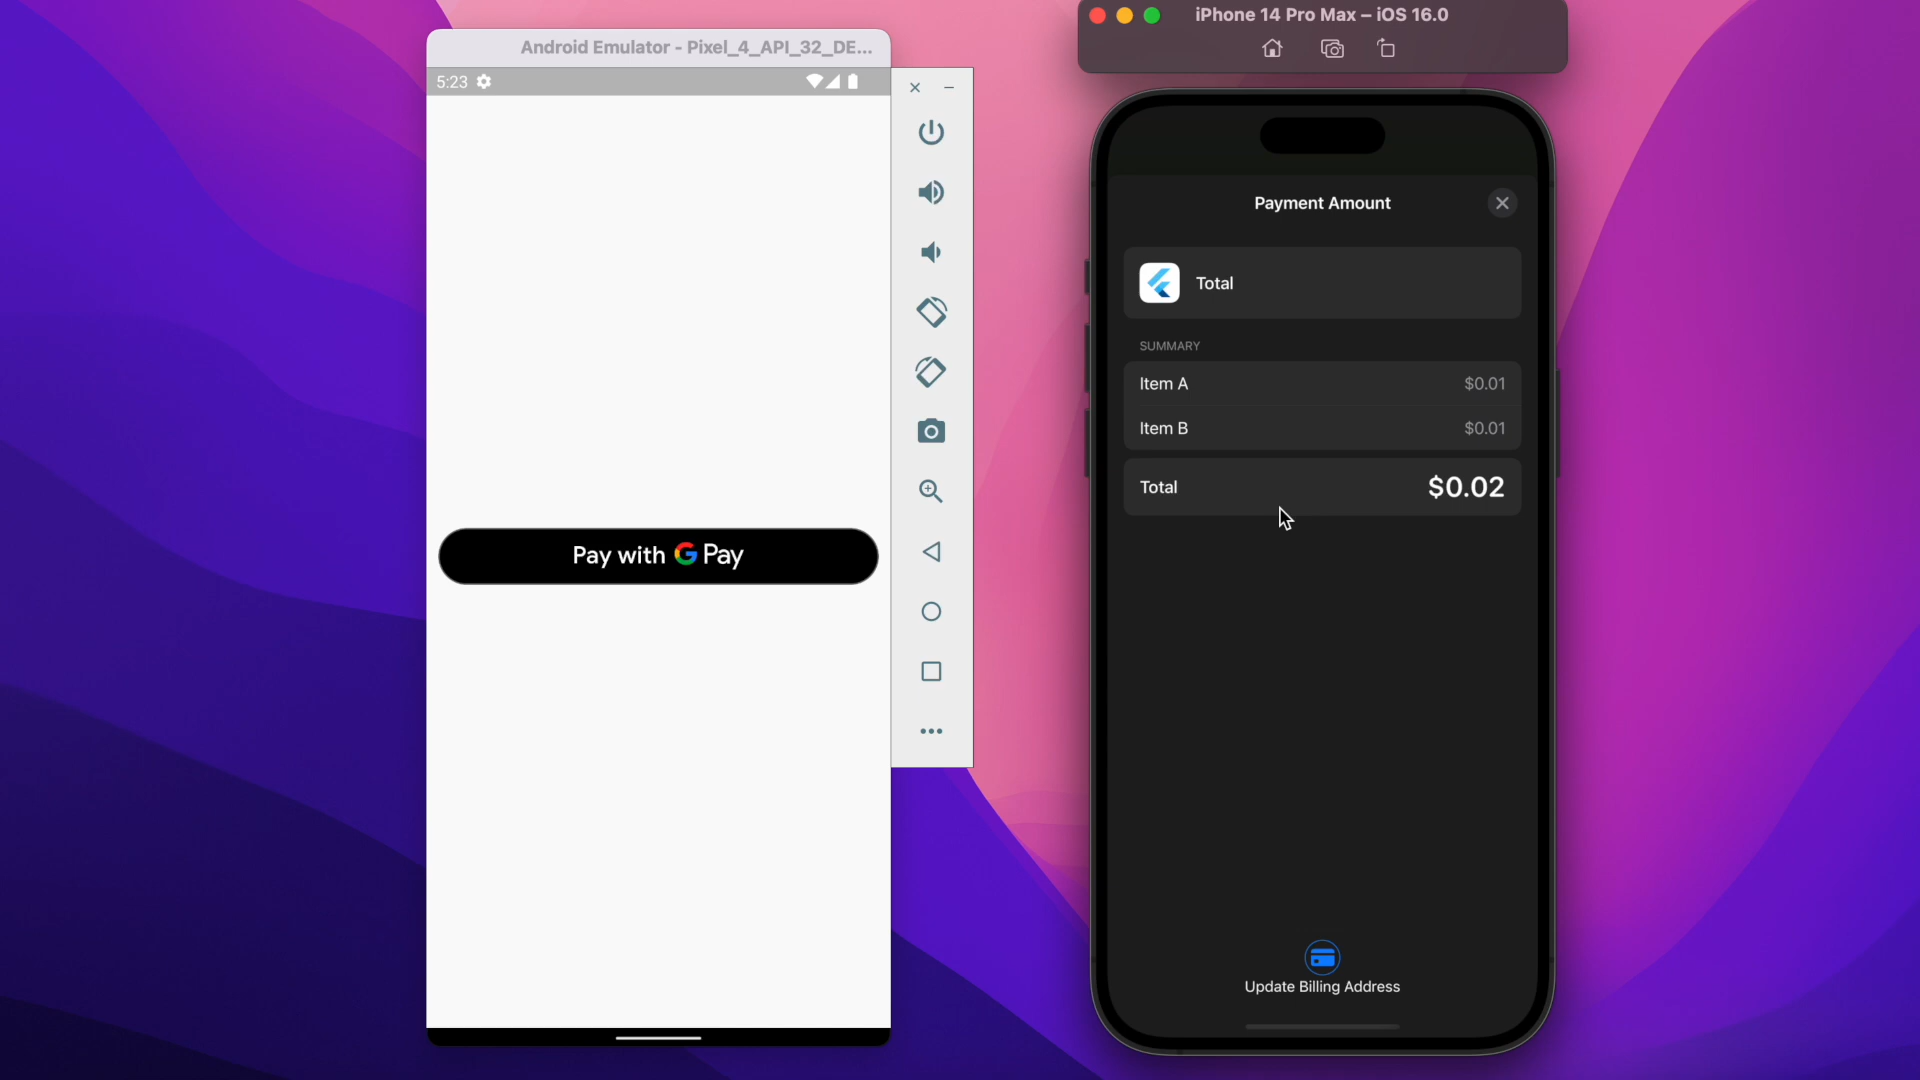 Android Emulator - Pixel_4_API_32_DE...
5:23
Pay with G Pay
iPhone 14 Pro Max – iOS 16.0
Payment Amount
Total
SUMMARY
Item A $0.01
Item B $0.01
Total $0.02
Update Billing Address